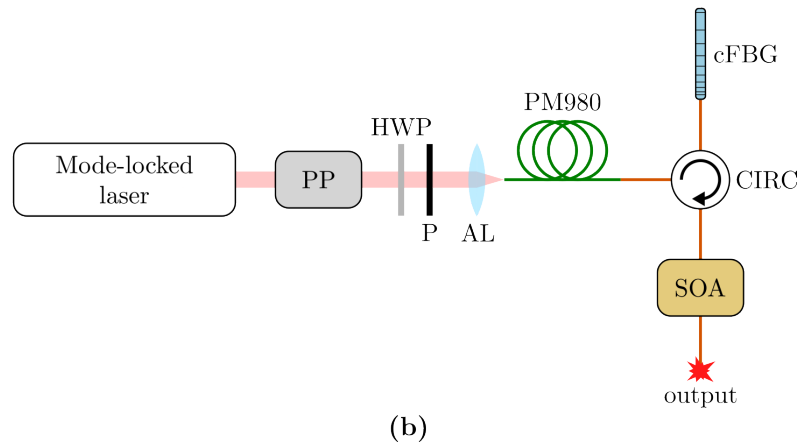 cFBG
PM980
HWP
Mode-locked
laser
PP
CIRC
P
AL
SOA
output
(b)